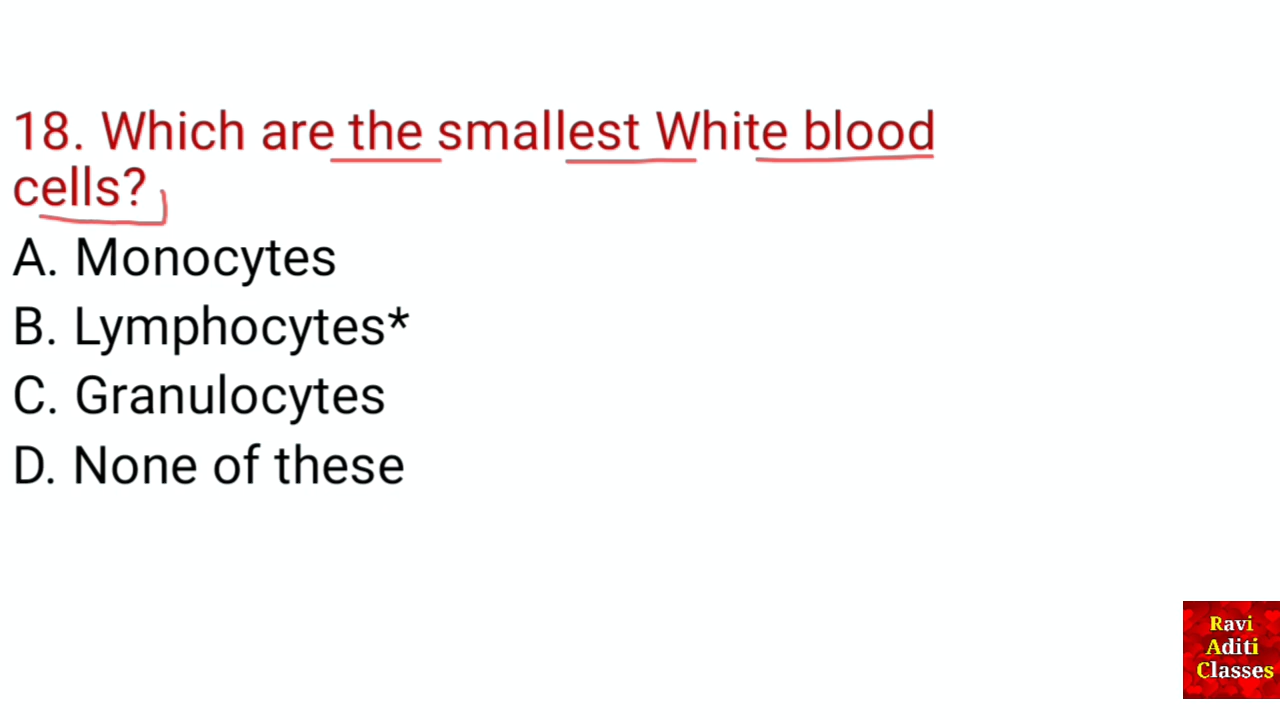 18. Which are the smallest White blood
cells?
A. Monocytes
B. Lymphocytes*
C. Granulocytes
D. None of these
Ravi
Aditi
Classes